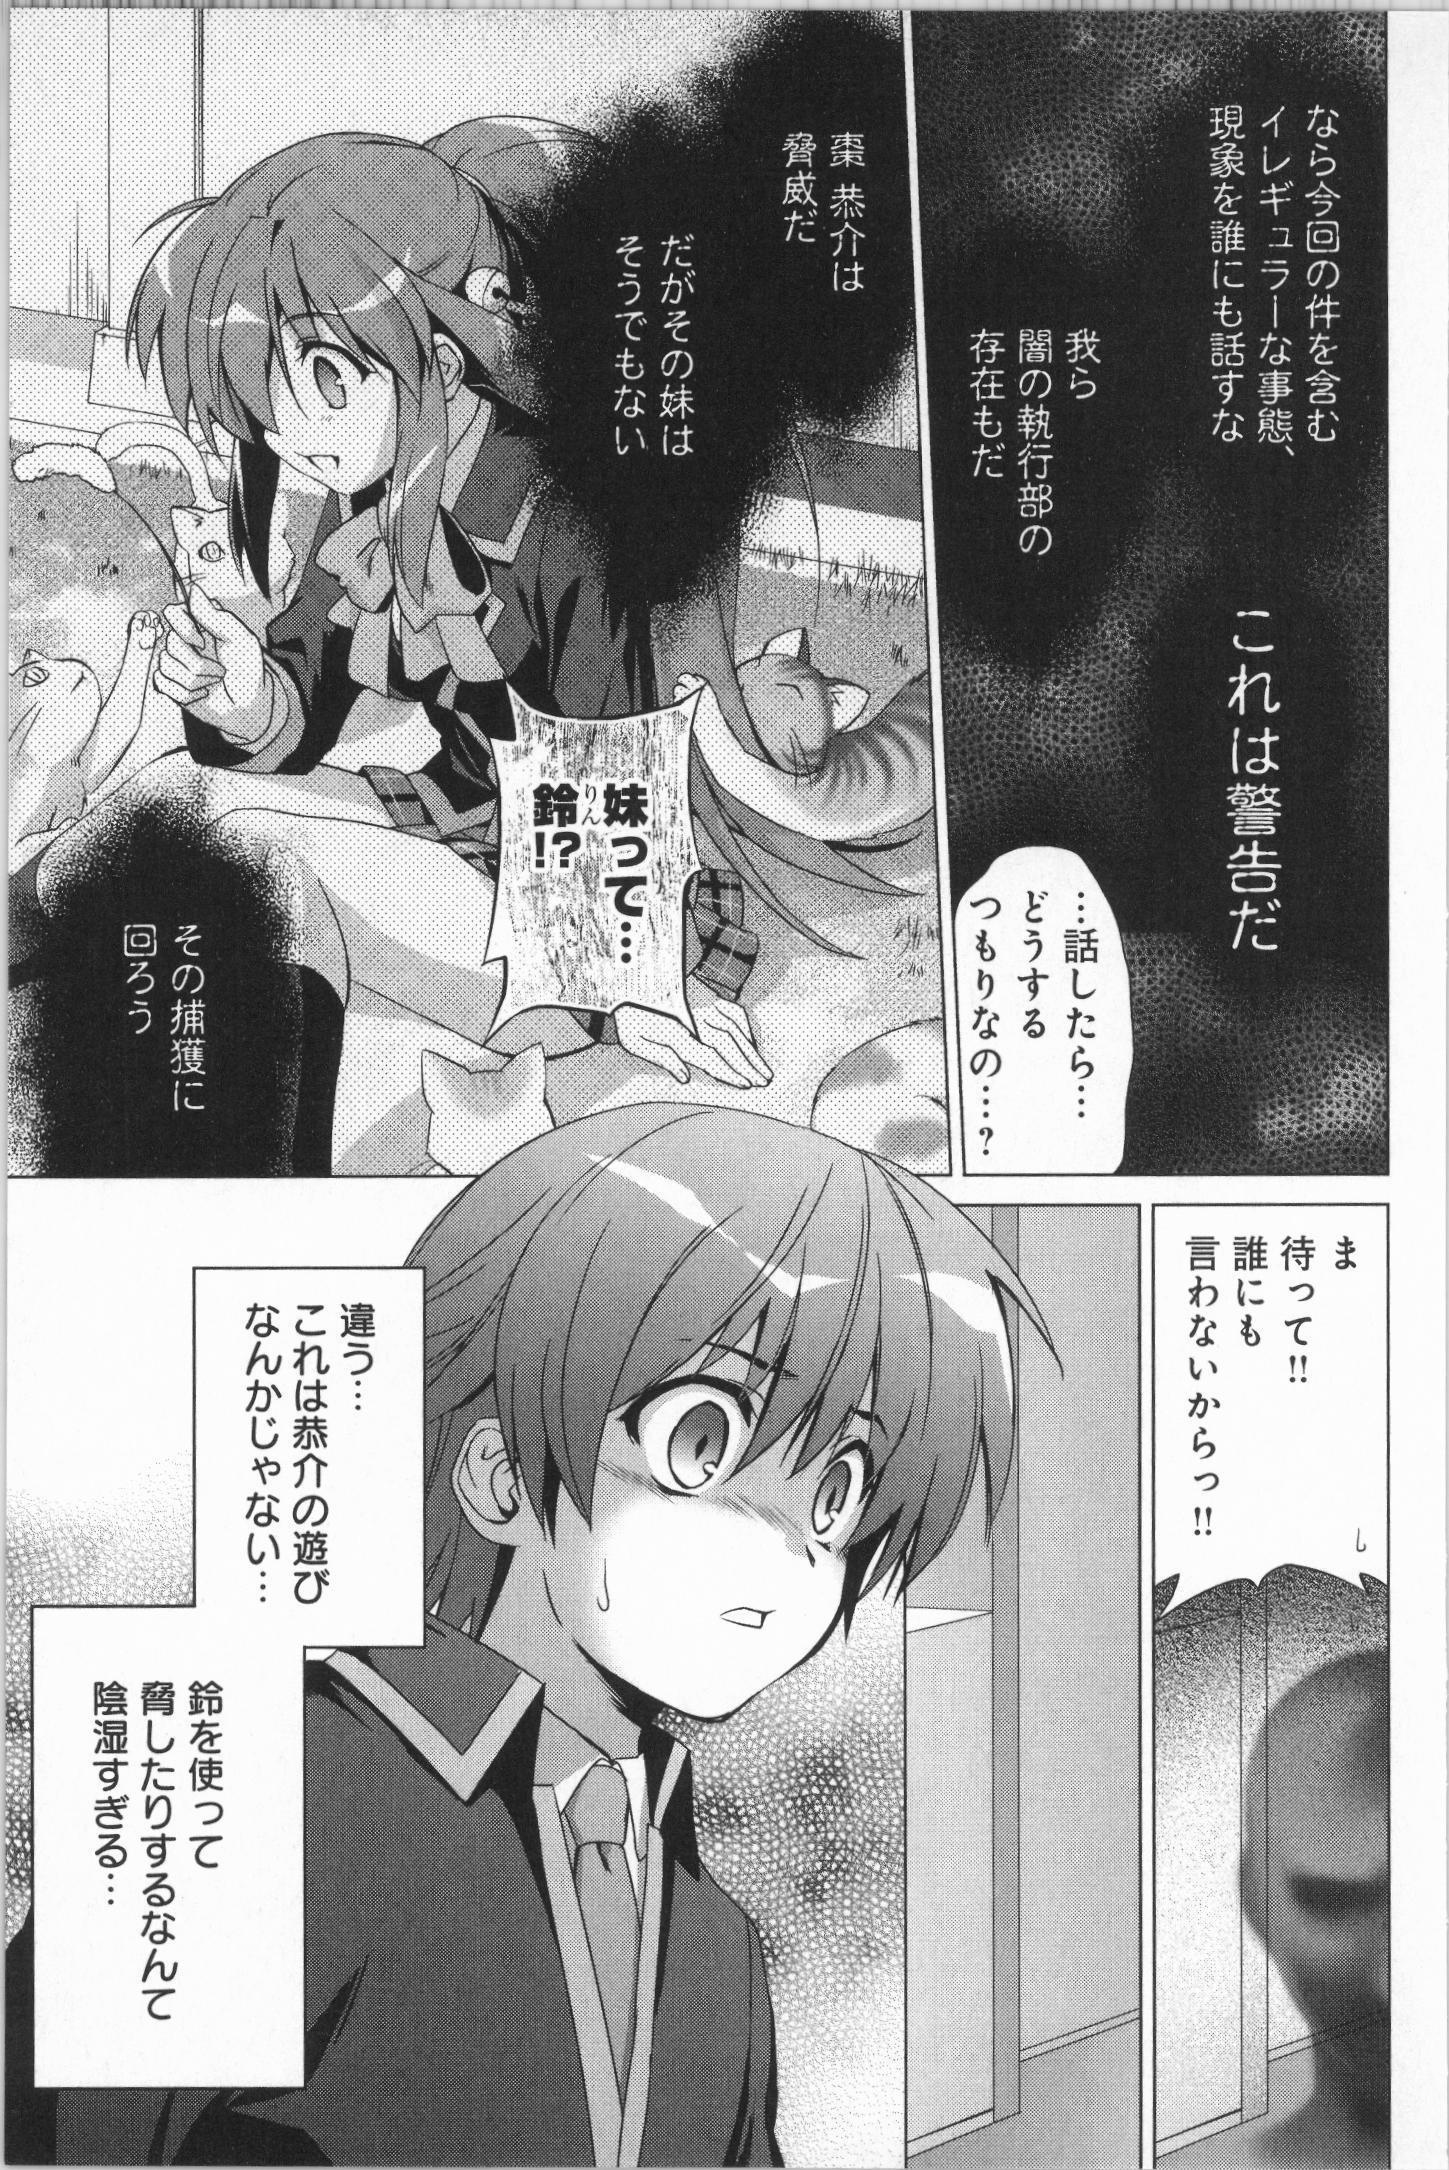 なら今回の件を含む
イレギュラーな事態、
現象を誰にも話すな
我ら
闇の執行部の
存在もだ
これは警告だ
…話したら…
どうする
つもりなの…?
棗 恭介は
脅威だ
だがその妹は
そうでもない
妹って…
鈴!?
りん
その捕獲に
回ろう
ま
待って!!
誰にも
言わないからっ!!
し
違う…
これは恭介の遊び
なんかじゃない…
鈴を使って
脅したりするなんて
陰湿すぎる…